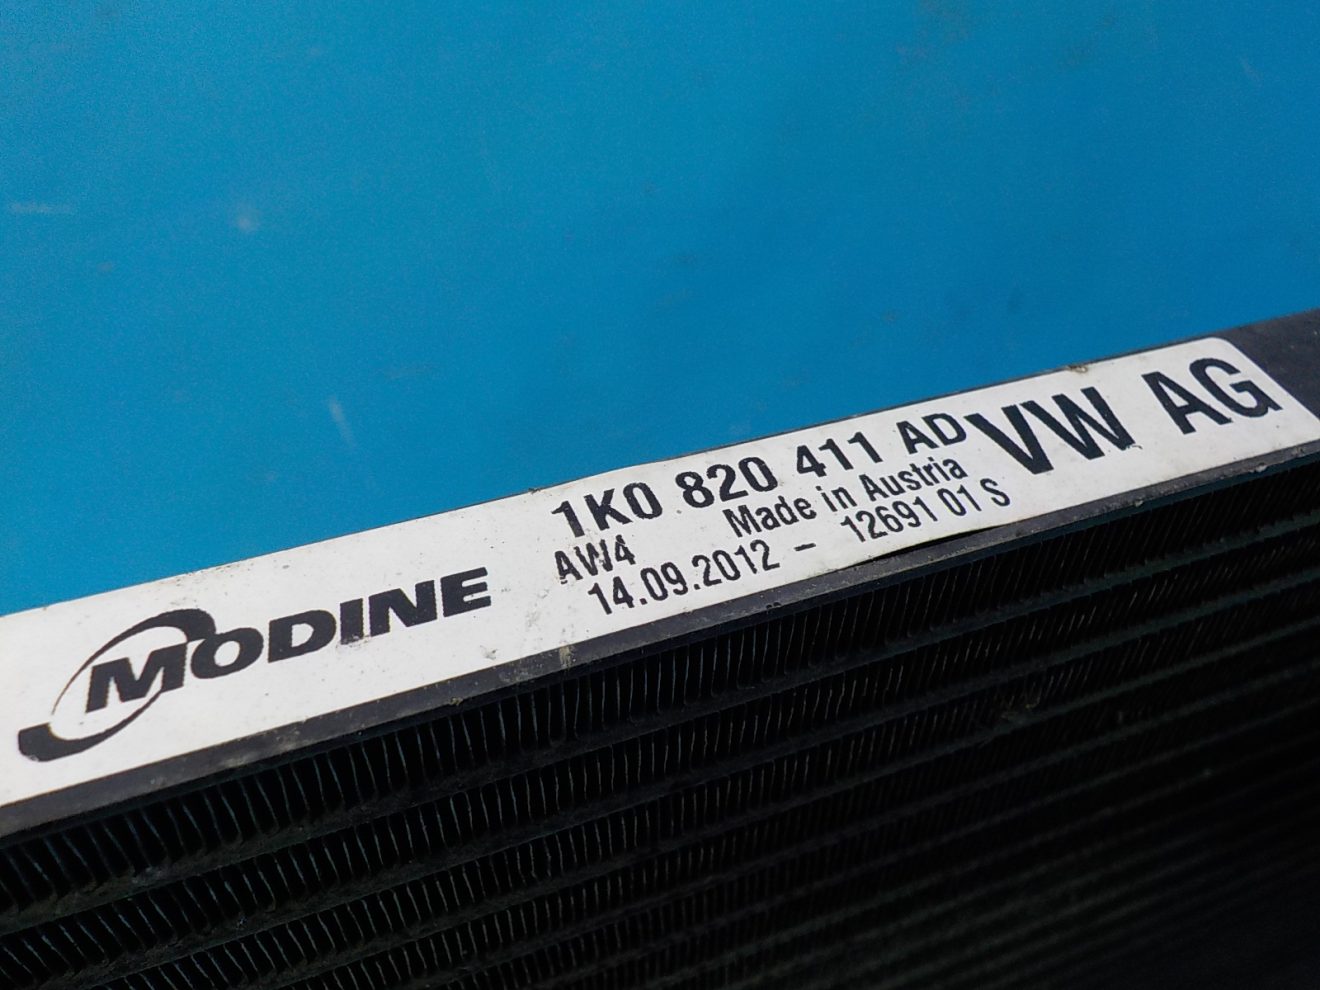 MODINE
1K0 820 411 AD
AW4 Made in Austria
14.09.2012 - 12691 01 S
VW AG